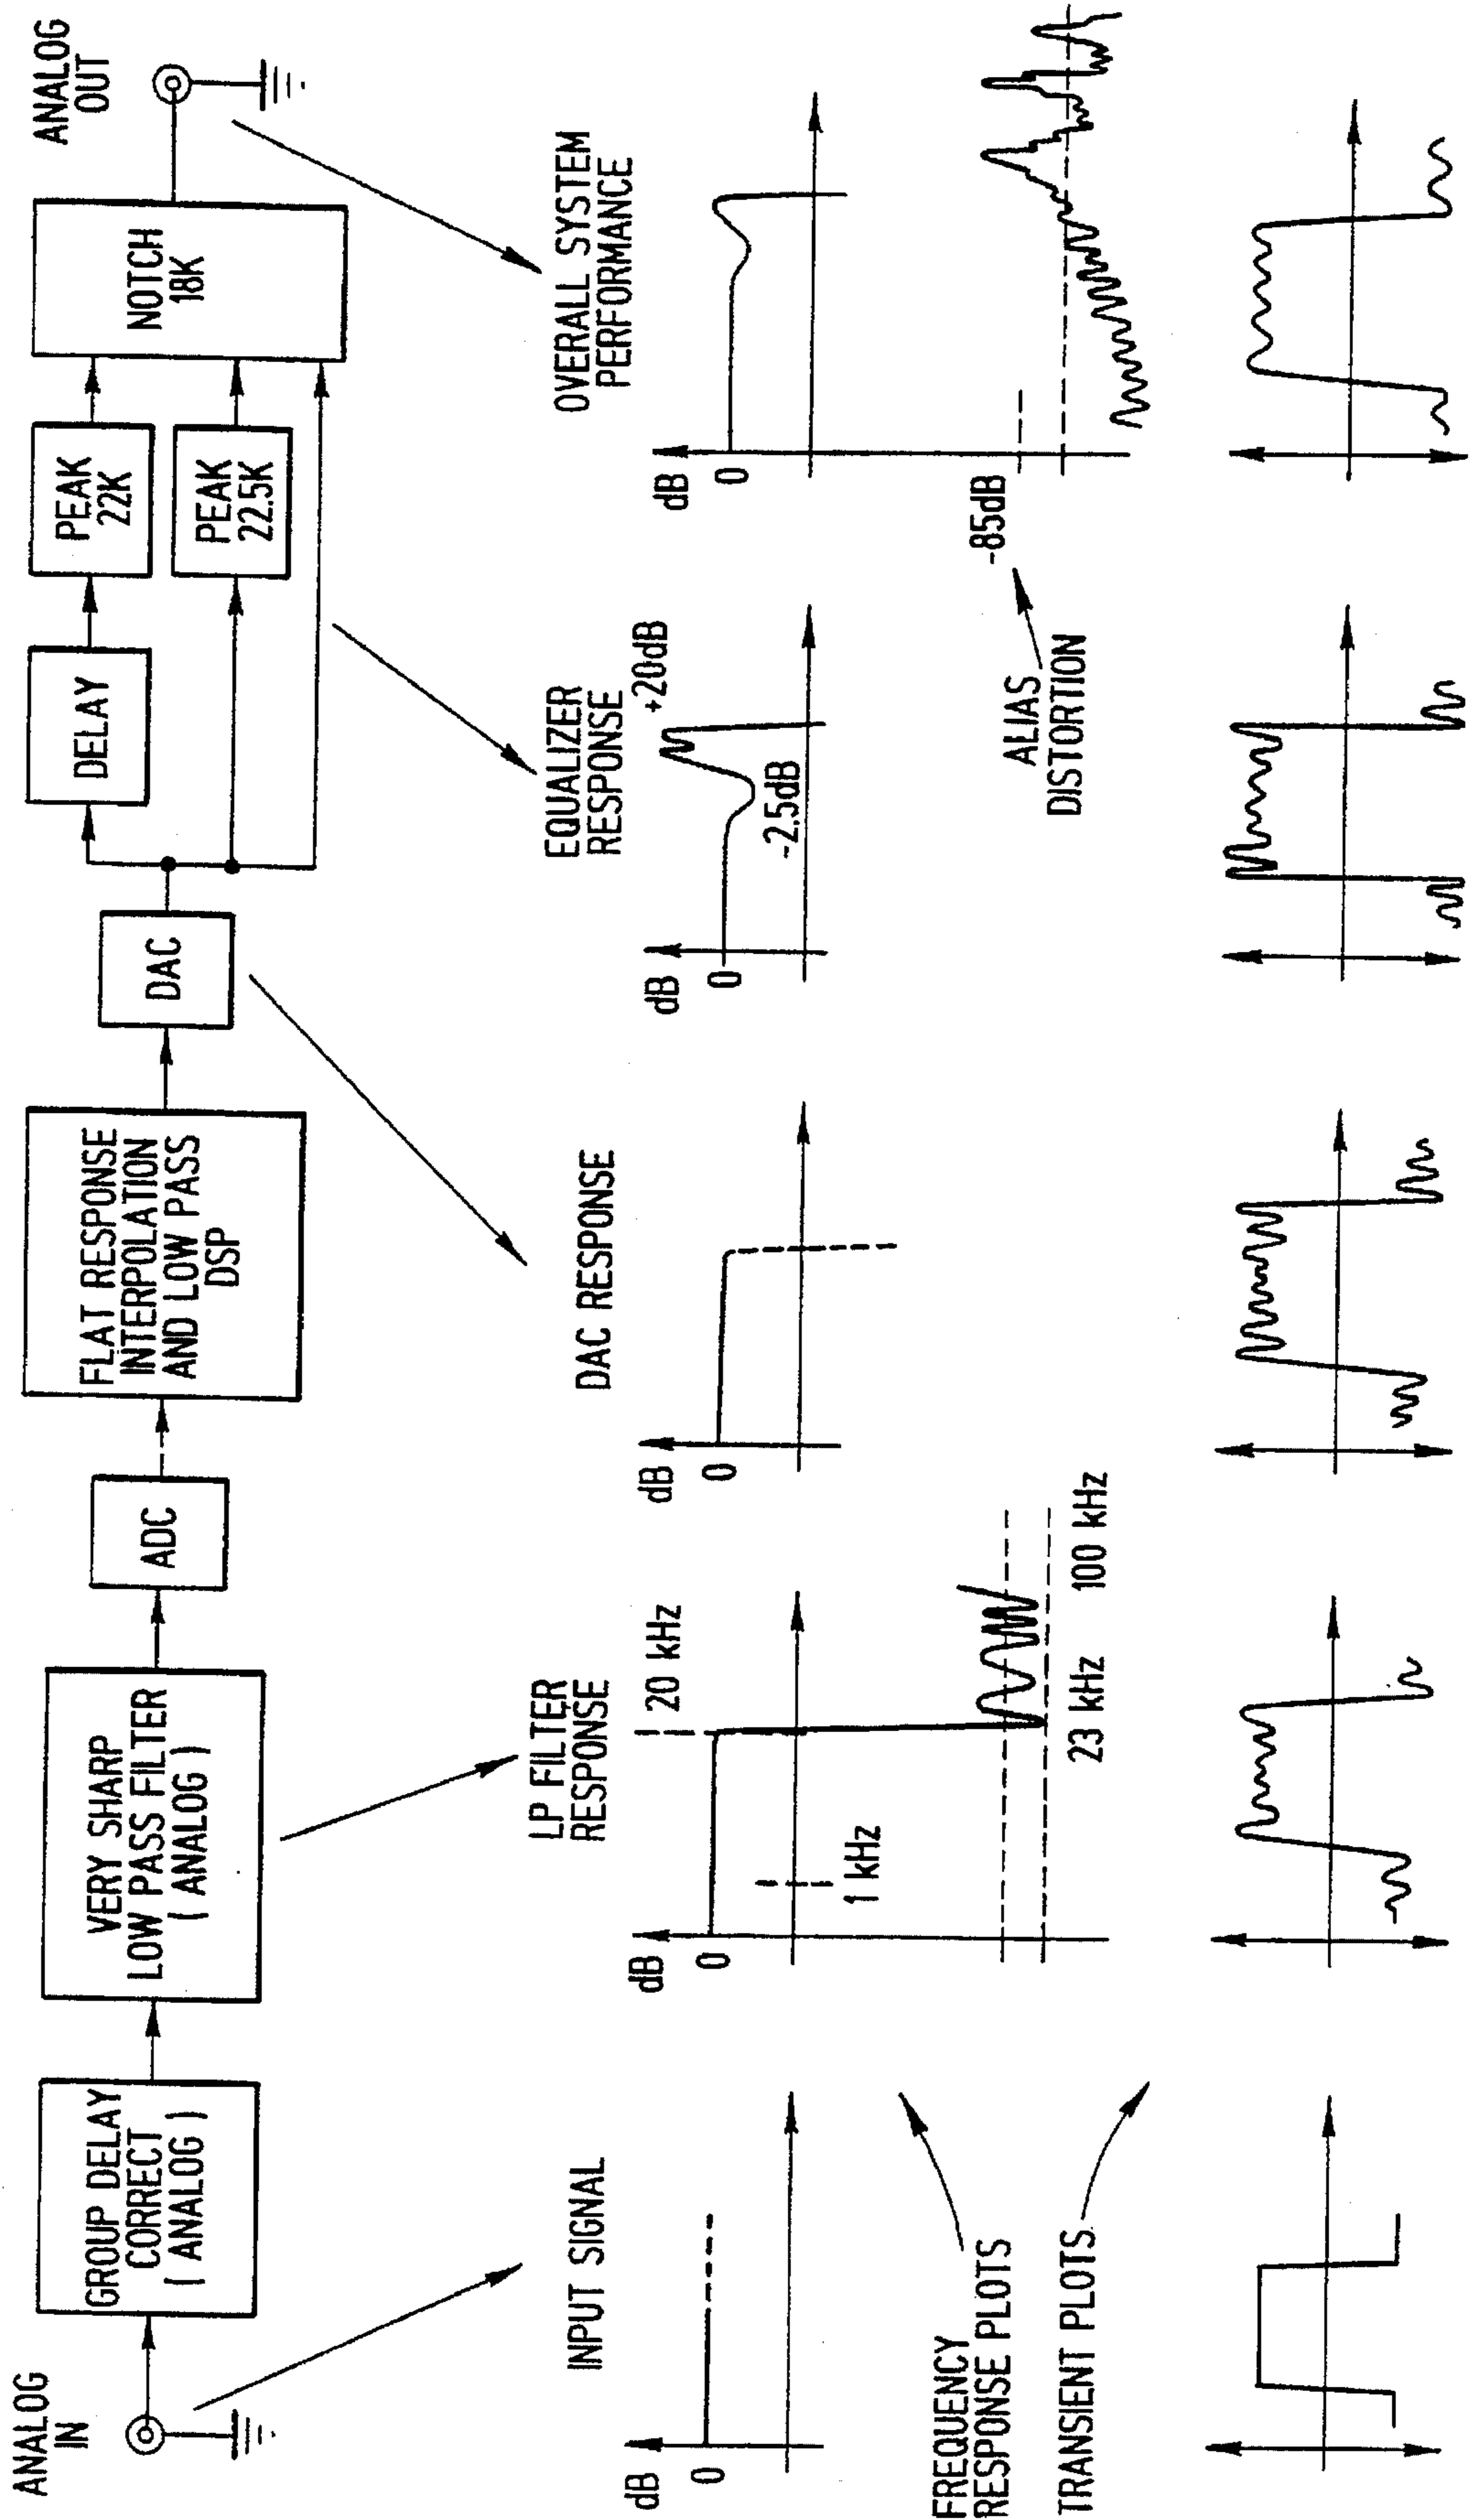 ANALOG
IN
GROUP DELAY
CORRECT
( ANALOG )
VERY SHARP
LOW PASS FILTER
( ANALOG )
ADC
FLAT RESPONSE
INTERPOLATION
AND LOW PASS
DSP
DAC
DELAY
PEAK
22K
PEAK
22.5K
NOTCH
18K
ANALOG
OUT
INPUT SIGNAL
dB
0
LP FILTER
RESPONSE
dB
0
20 kHz
1 kHz
23 kHz
100 kHz
DAC RESPONSE
dB
0
EQUALIZER
RESPONSE
dB
0
+20dB
-2.5dB
OVERALL SYSTEM
PERFORMANCE
dB
0
-85dB
ALIAS
DISTORTION
FREQUENCY
RESPONSE PLOTS
TRANSIENT PLOTS